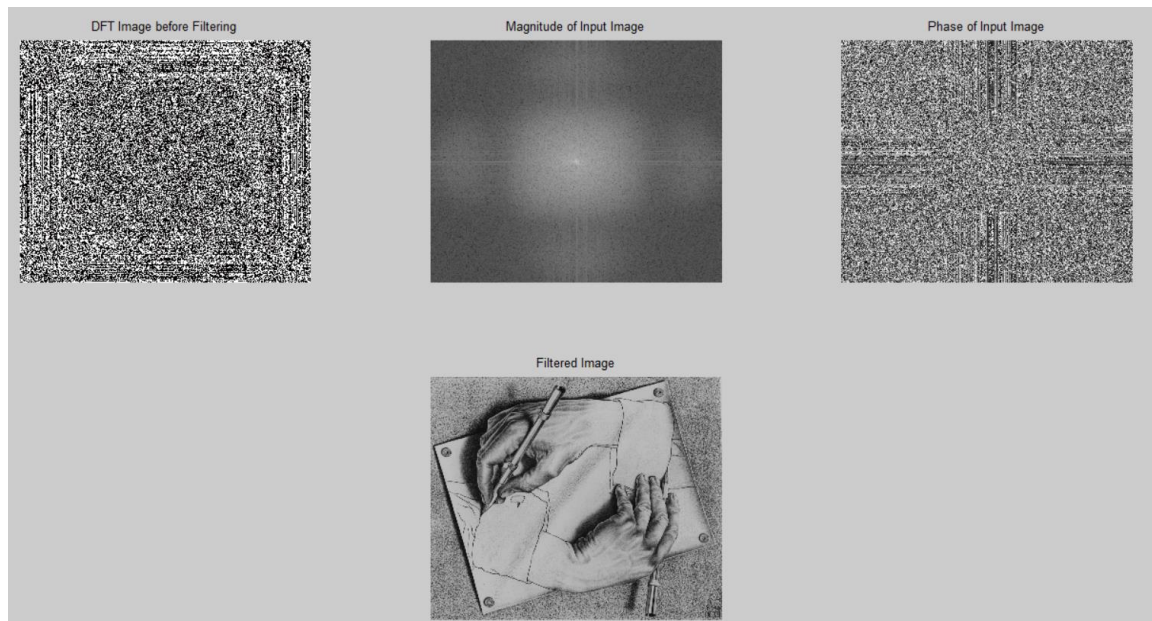 DFT Image before Filtering
Magnitude of Input Image
Phase of Input Image
Filtered Image